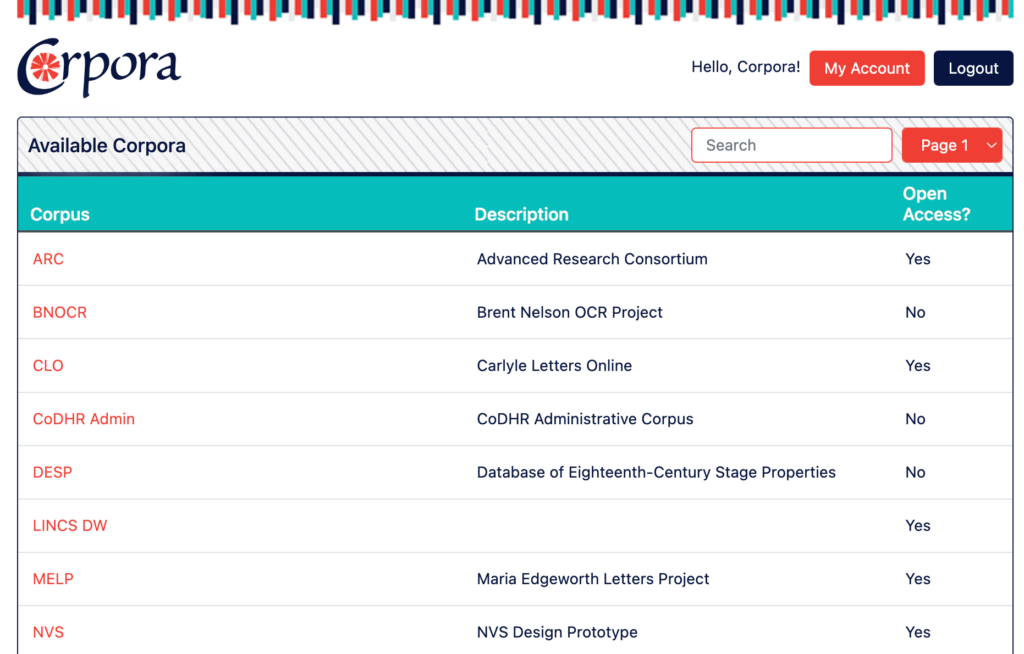 Corpora
Hello, Corpora! My Account Logout
Available Corpora Search Page 1
Corpus Description Open Access?
ARC Advanced Research Consortium Yes
BNOCR Brent Nelson OCR Project No
CLO Carlyle Letters Online Yes
CoDHR Admin CoDHR Administrative Corpus No
DESP Database of Eighteenth-Century Stage Properties No
LINCS DW Yes
MELP Maria Edgeworth Letters Project Yes
NVS NVS Design Prototype Yes